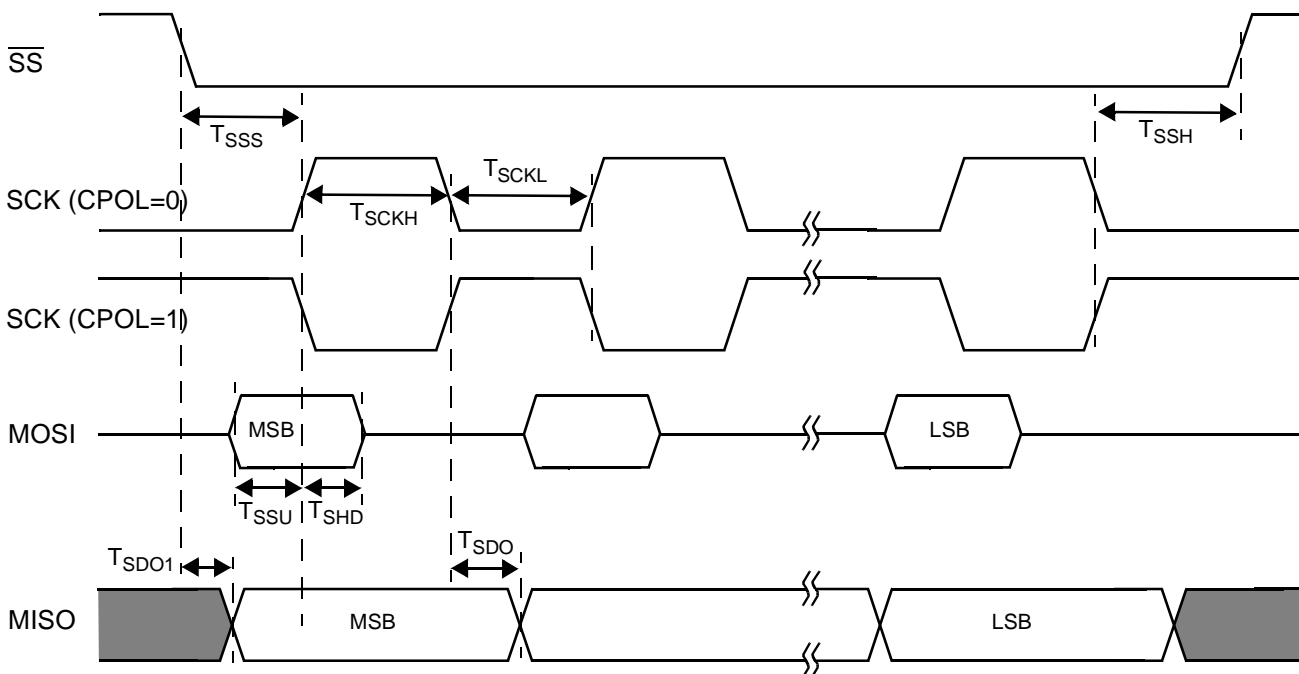 SS
TSSS
TSSH
SCK (CPOL=0)
TSCKH
TSCKL
SCK (CPOL=1)
MOSI
MSB
LSB
TSSU
TSHD
TSDO1
TSDO
MISO
MSB
LSB